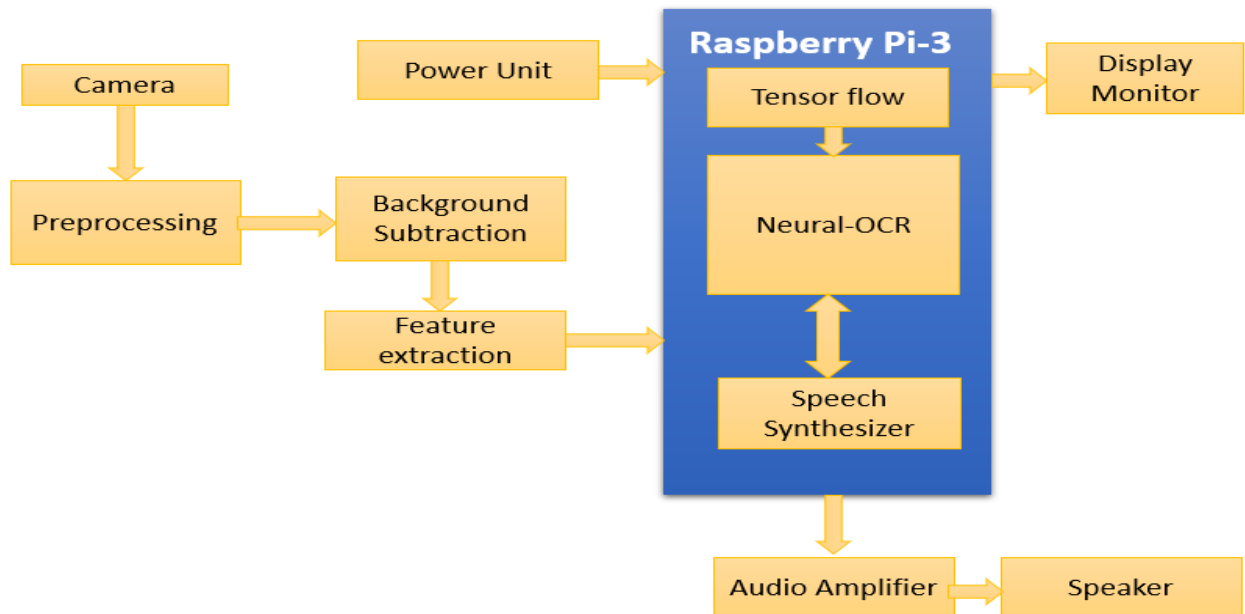 Raspberry Pi-3
Power Unit
Camera
Tensor flow
Display
Monitor
Preprocessing
Background
Subtraction
Neural-OCR
Feature
extraction
Speech
Synthesizer
Audio Amplifier
Speaker